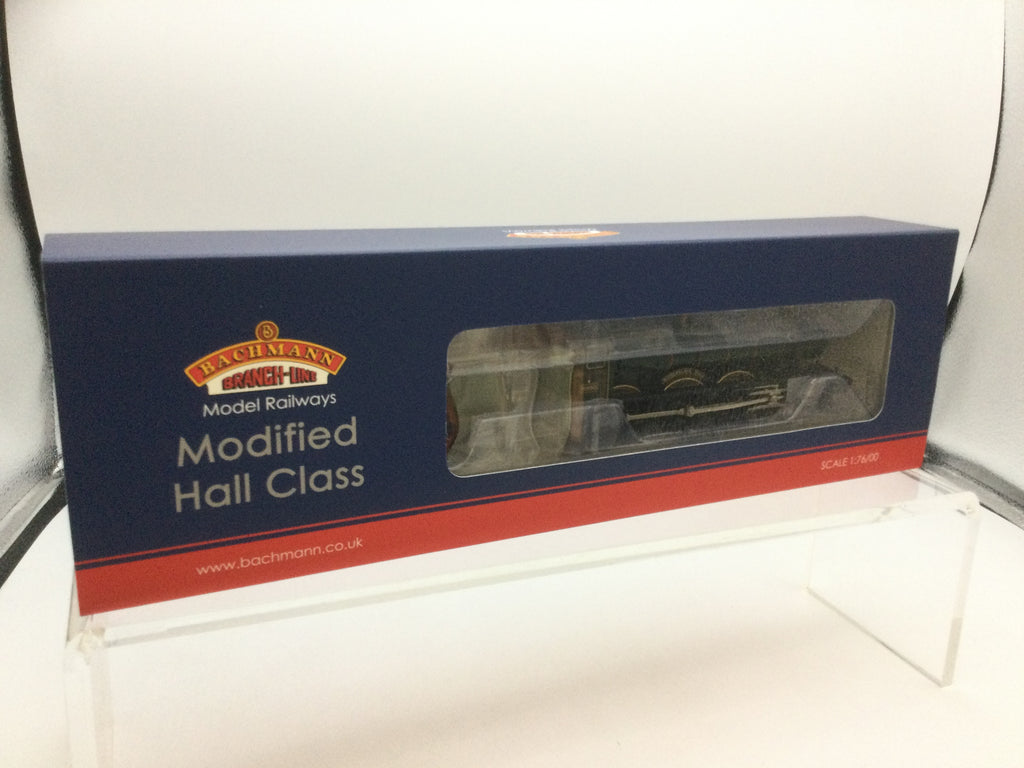 BACHMANN
BRANCH-LINE
Model Railways
Modified
Hall Class
SCALE 1:76/00
www.bachmann.co.uk